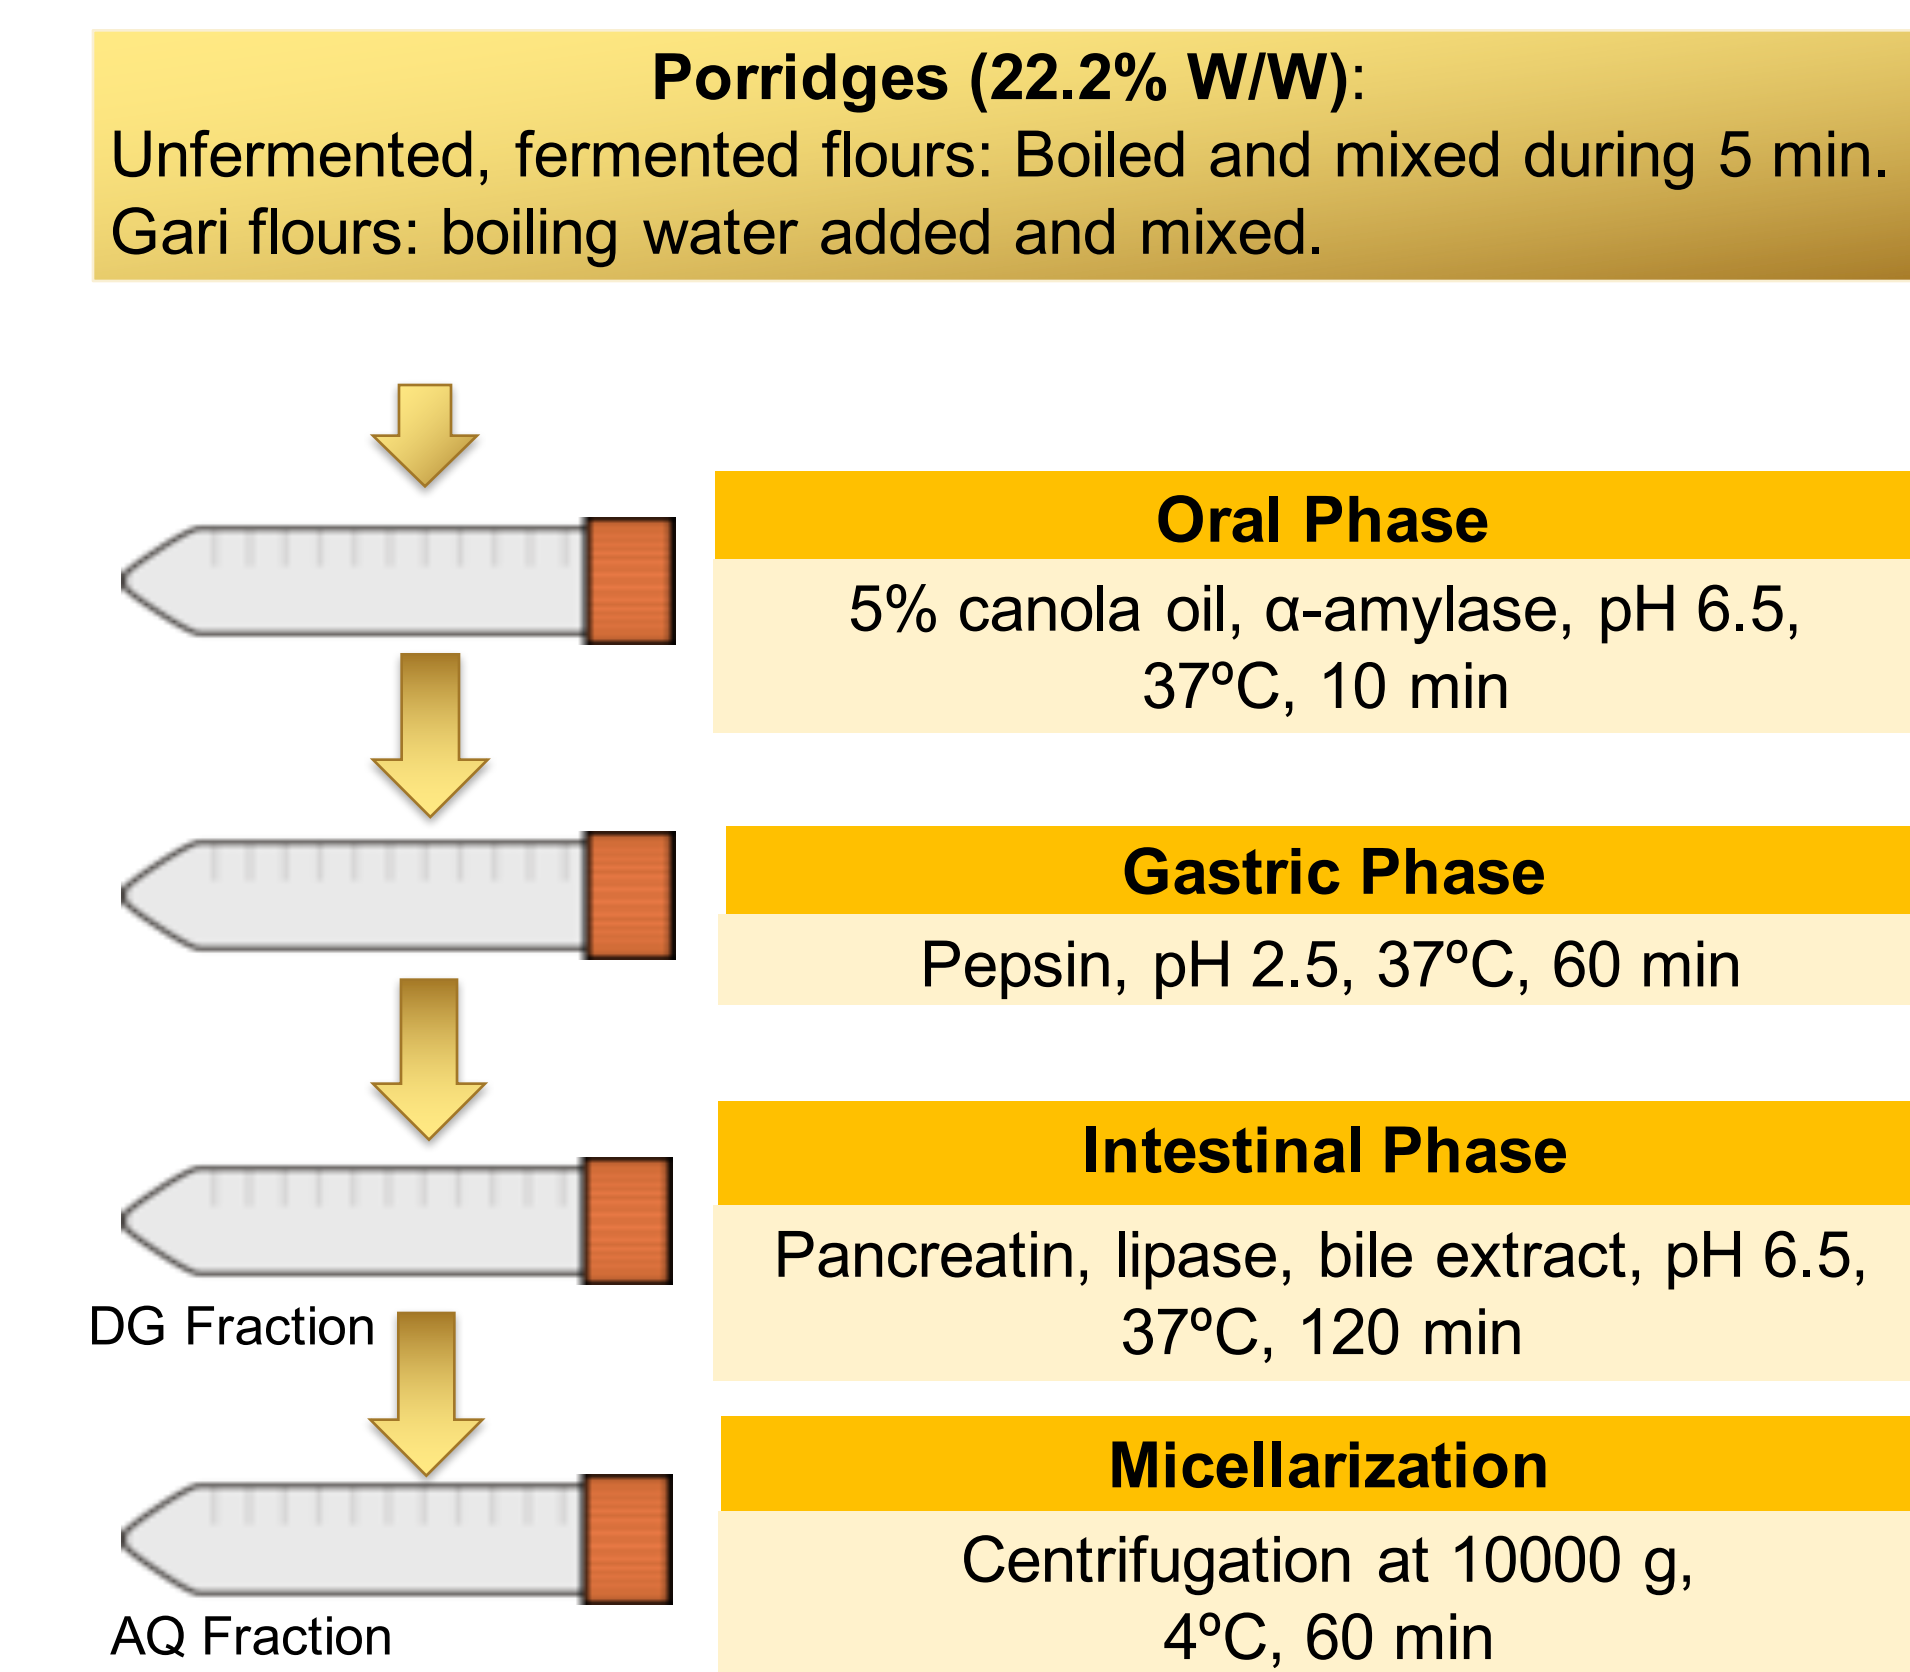 Porridges (22.2% W/W):
Unfermented, fermented flours: Boiled and mixed during 5 min.
Gari flours: boiling water added and mixed.
Oral Phase
5% canola oil, α-amylase, pH 6.5,
37ºC, 10 min
Gastric Phase
Pepsin, pH 2.5, 37ºC, 60 min
Intestinal Phase
Pancreatin, lipase, bile extract, pH 6.5,
37ºC, 120 min
DG Fraction
Micellarization
Centrifugation at 10000 g,
4ºC, 60 min
AQ Fraction